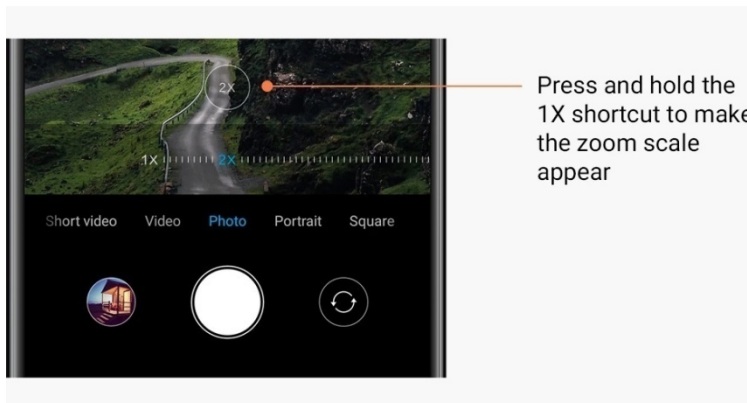 2X
Press and hold the
1X shortcut to make
the zoom scale
appear
1X 2X
Short video Video Photo Portrait Square